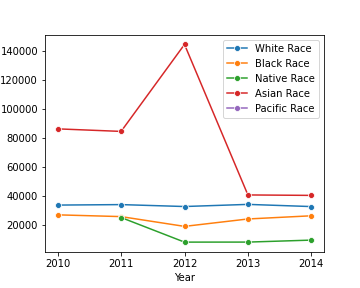 140000
120000
100000
80000
60000
40000
20000
2010 2011 2012 2013 2014
Year
White Race
Black Race
Native Race
Asian Race
Pacific Race